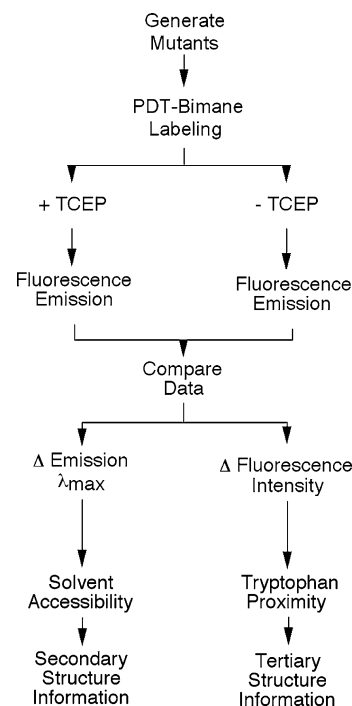 Generate
Mutants
PDT-Bimane
Labeling
+ TCEP
- TCEP
Fluorescence
Emission
Fluorescence
Emission
Compare
Data
Δ Emission
λmax
Δ Fluorescence
Intensity
Solvent
Accessibility
Tryptophan
Proximity
Secondary
Structure
Information
Tertiary
Structure
Information